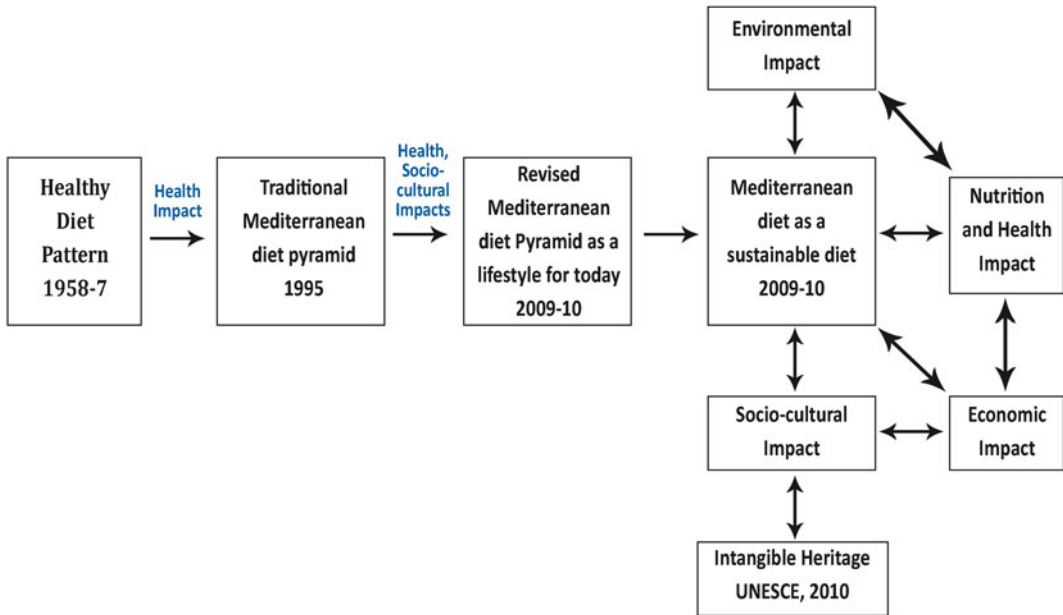 Healthy
Diet
Pattern
1958-7
Health
Impact
Traditional
Mediterranean
diet pyramid
1995
Health,
Socio-
cultural
Impacts
Revised
Mediterranean
diet Pyramid as a
lifestyle for today
2009-10
Environmental
Impact
Mediterranean
diet as a
sustainable diet
2009-10
Nutrition
and Health
Impact
Socio-cultural
Impact
Economic
Impact
Intangible Heritage
UNESCE, 2010